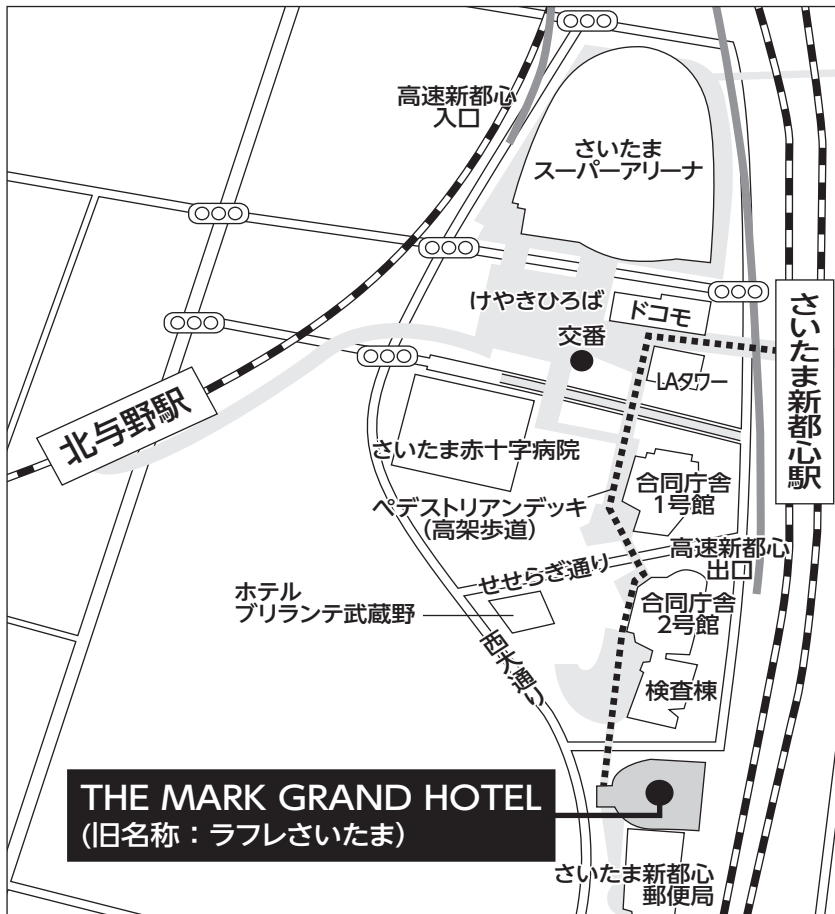 高速新都心
入口
さいたま
スーパーアリーナ
けやきひろば
ドコモ
交番
LAタワー
さいたま新都心駅
北与野駅
さいたま赤十字病院
合同庁舎
1号館
ペデストリアンデッキ
(高架歩道)
高速新都心
出口
せせらぎ通り
ホテル
ブリランテ武蔵野
合同庁舎
2号館
西大通り
検査棟
THE MARK GRAND HOTEL
(旧名称：ラフレさいたま)
さいたま新都心
郵便局